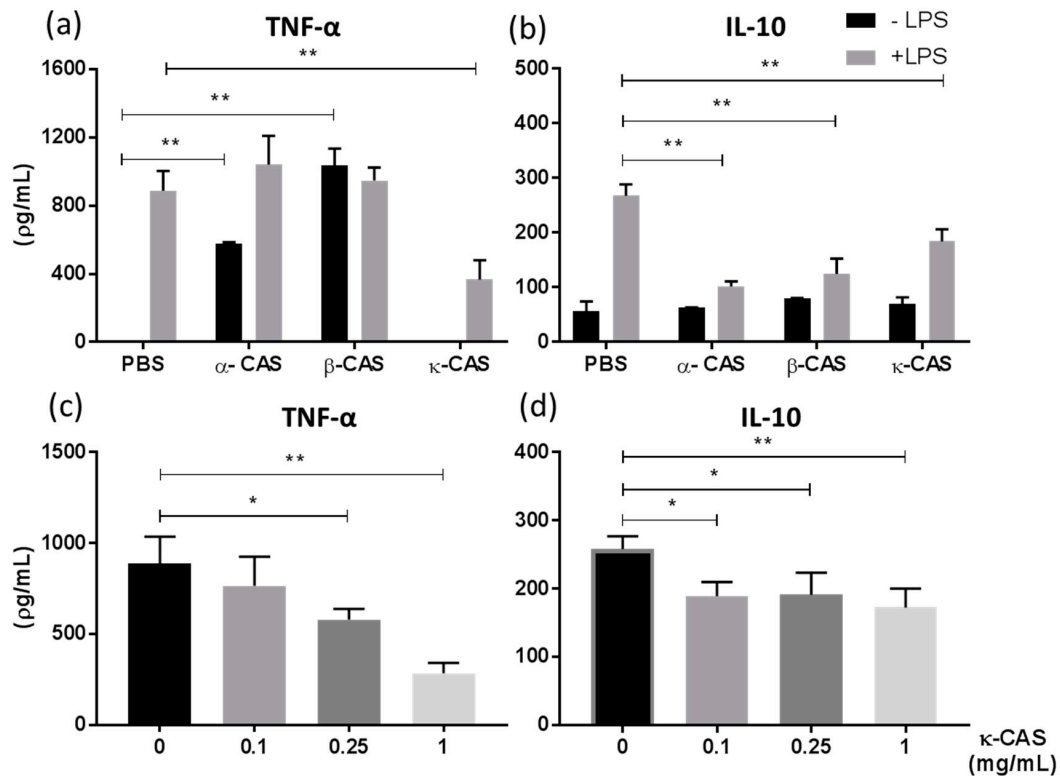 (a)
TNF-α
(b)
IL-10
- LPS
+LPS
**
**
**
1600
1200
800
400
0
(ρg/mL)
PBS
α- CAS
β-CAS
κ-CAS
**
**
**
500
400
300
200
100
0
PBS
α- CAS
β-CAS
κ-CAS
(c)
TNF-α
**
*
1500
1000
500
0
(ρg/mL)
0
0.1
0.25
1
(d)
IL-10
**
*
*
400
300
200
100
0
0
0.1
0.25
1
κ-CAS
(mg/mL)